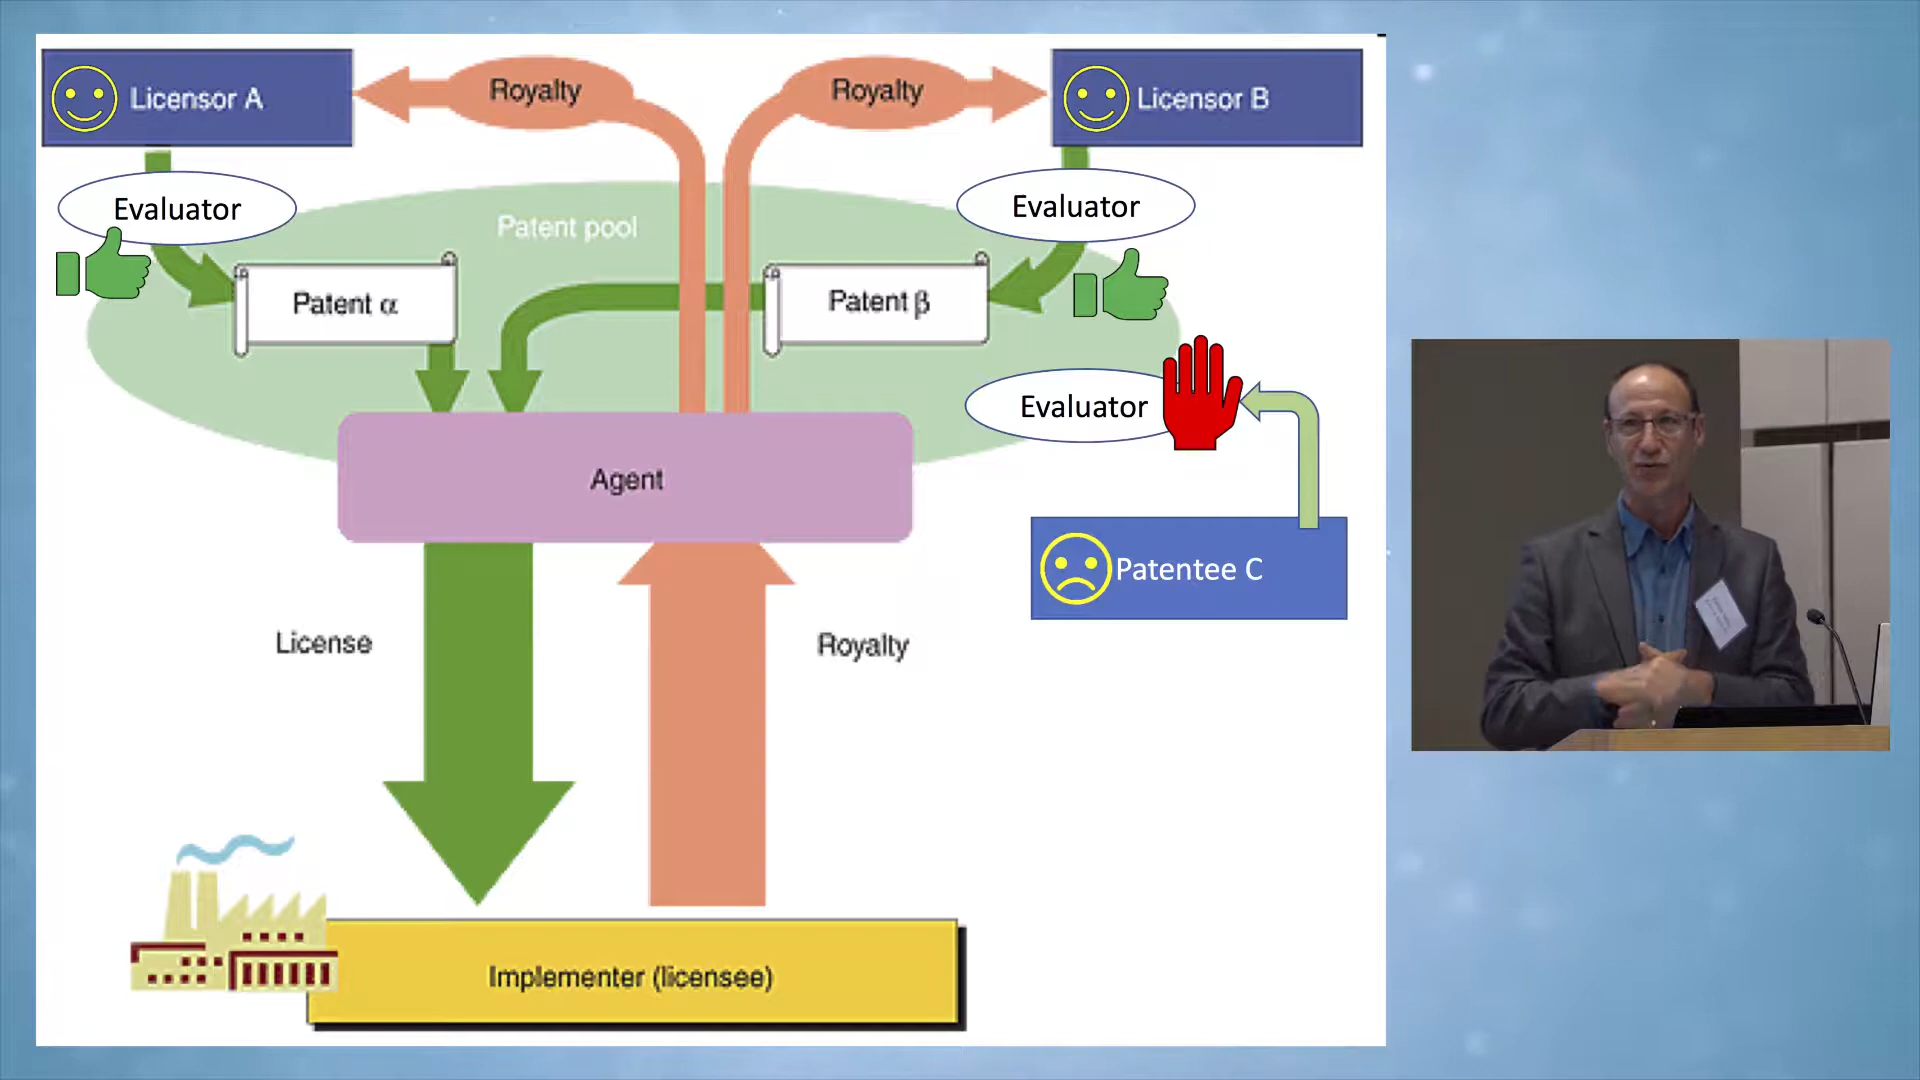 Licensor A
Royalty
Royalty
Licensor B
Evaluator
Evaluator
Patent pool
Patent α
Patent β
Evaluator
Agent
Patentee C
License
Royalty
Implementer (licensee)